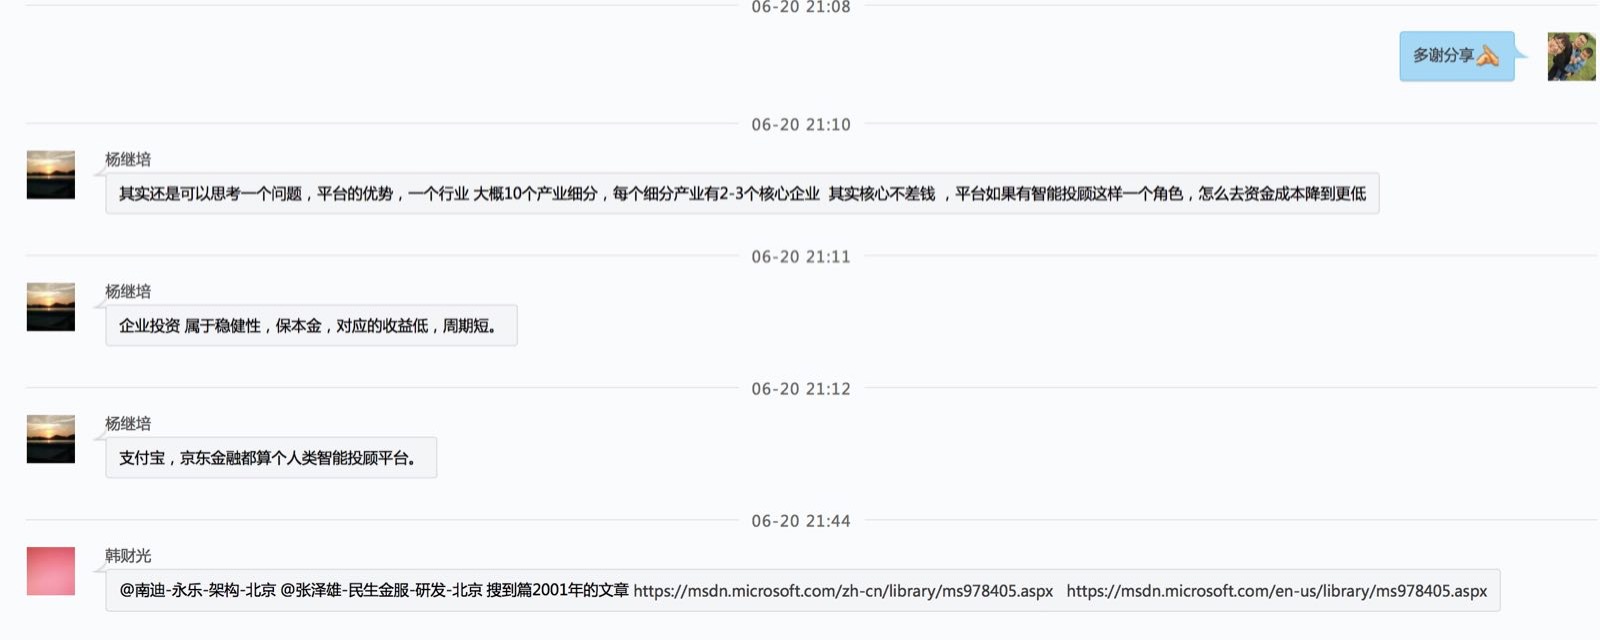 06-20 21:08
多谢分享
06-20 21:10
杨继培
其实还是可以思考一个问题，平台的优势，一个行业 大概10个产业细分，每个细分产业有2-3个核心企业 其实核心不差钱 ，平台如果有智能投顾这样一个角色，怎么去资金成本降到更低
06-20 21:11
杨继培
企业投资 属于稳健性，保本金，对应的收益低，周期短。
06-20 21:12
杨继培
支付宝，京东金融都算个人类智能投顾平台。
06-20 21:44
韩财光
@南迪-永乐-架构-北京 @张泽雄-民生金服-研发-北京 搜到篇2001年的文章 https://msdn.microsoft.com/zh-cn/library/ms978405.aspx https://msdn.microsoft.com/en-us/library/ms978405.aspx